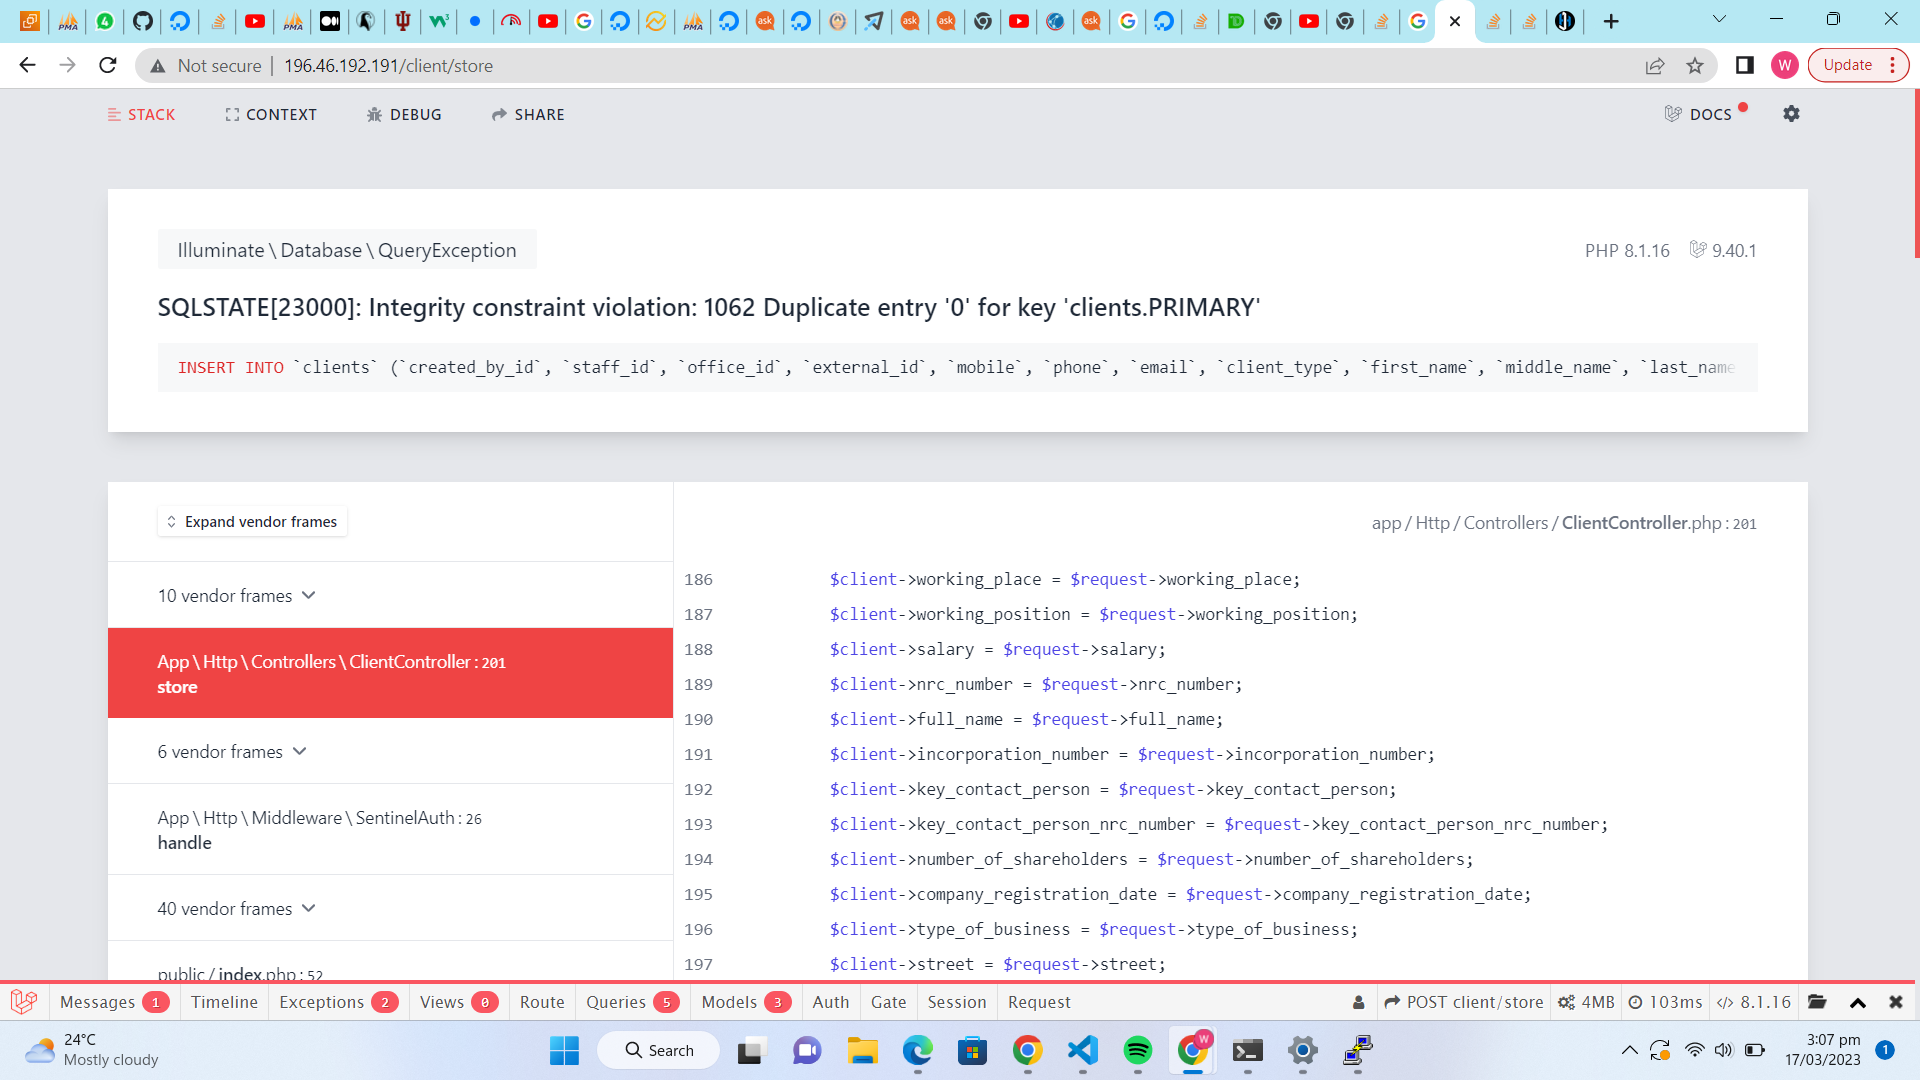 Not secure | 196.46.192.191/client/store
Update
STACK
CONTEXT
DEBUG
SHARE
DOCS
Illuminate \ Database \ QueryException
PHP 8.1.16
9.40.1
SQLSTATE[23000]: Integrity constraint violation: 1062 Duplicate entry '0' for key 'clients.PRIMARY'
INSERT INTO `clients` (`created_by_id`, `staff_id`, `office_id`, `external_id`, `mobile`, `phone`, `email`, `client_type`, `first_name`, `middle_name`, `last_name
Expand vendor frames
10 vendor frames
App \ Http \ Controllers \ ClientController : 201
store
6 vendor frames
App \ Http \ Middleware \ SentinelAuth : 26
handle
40 vendor frames
public / index.php : 52
app / Http / Controllers / ClientController.php : 201
186 $client->working_place = $request->working_place;
187 $client->working_position = $request->working_position;
188 $client->salary = $request->salary;
189 $client->nrc_number = $request->nrc_number;
190 $client->full_name = $request->full_name;
191 $client->incorporation_number = $request->incorporation_number;
192 $client->key_contact_person = $request->key_contact_person;
193 $client->key_contact_person_nrc_number = $request->key_contact_person_nrc_number;
194 $client->number_of_shareholders = $request->number_of_shareholders;
195 $client->company_registration_date = $request->company_registration_date;
196 $client->type_of_business = $request->type_of_business;
197 $client->street = $request->street;
Messages 1 Timeline Exceptions 2 Views 0 Route Queries 5 Models 3 Auth Gate Session Request POST client/store 4MB 103ms </> 8.1.16
24°C
Mostly cloudy
Search
3:07 pm
17/03/2023
1